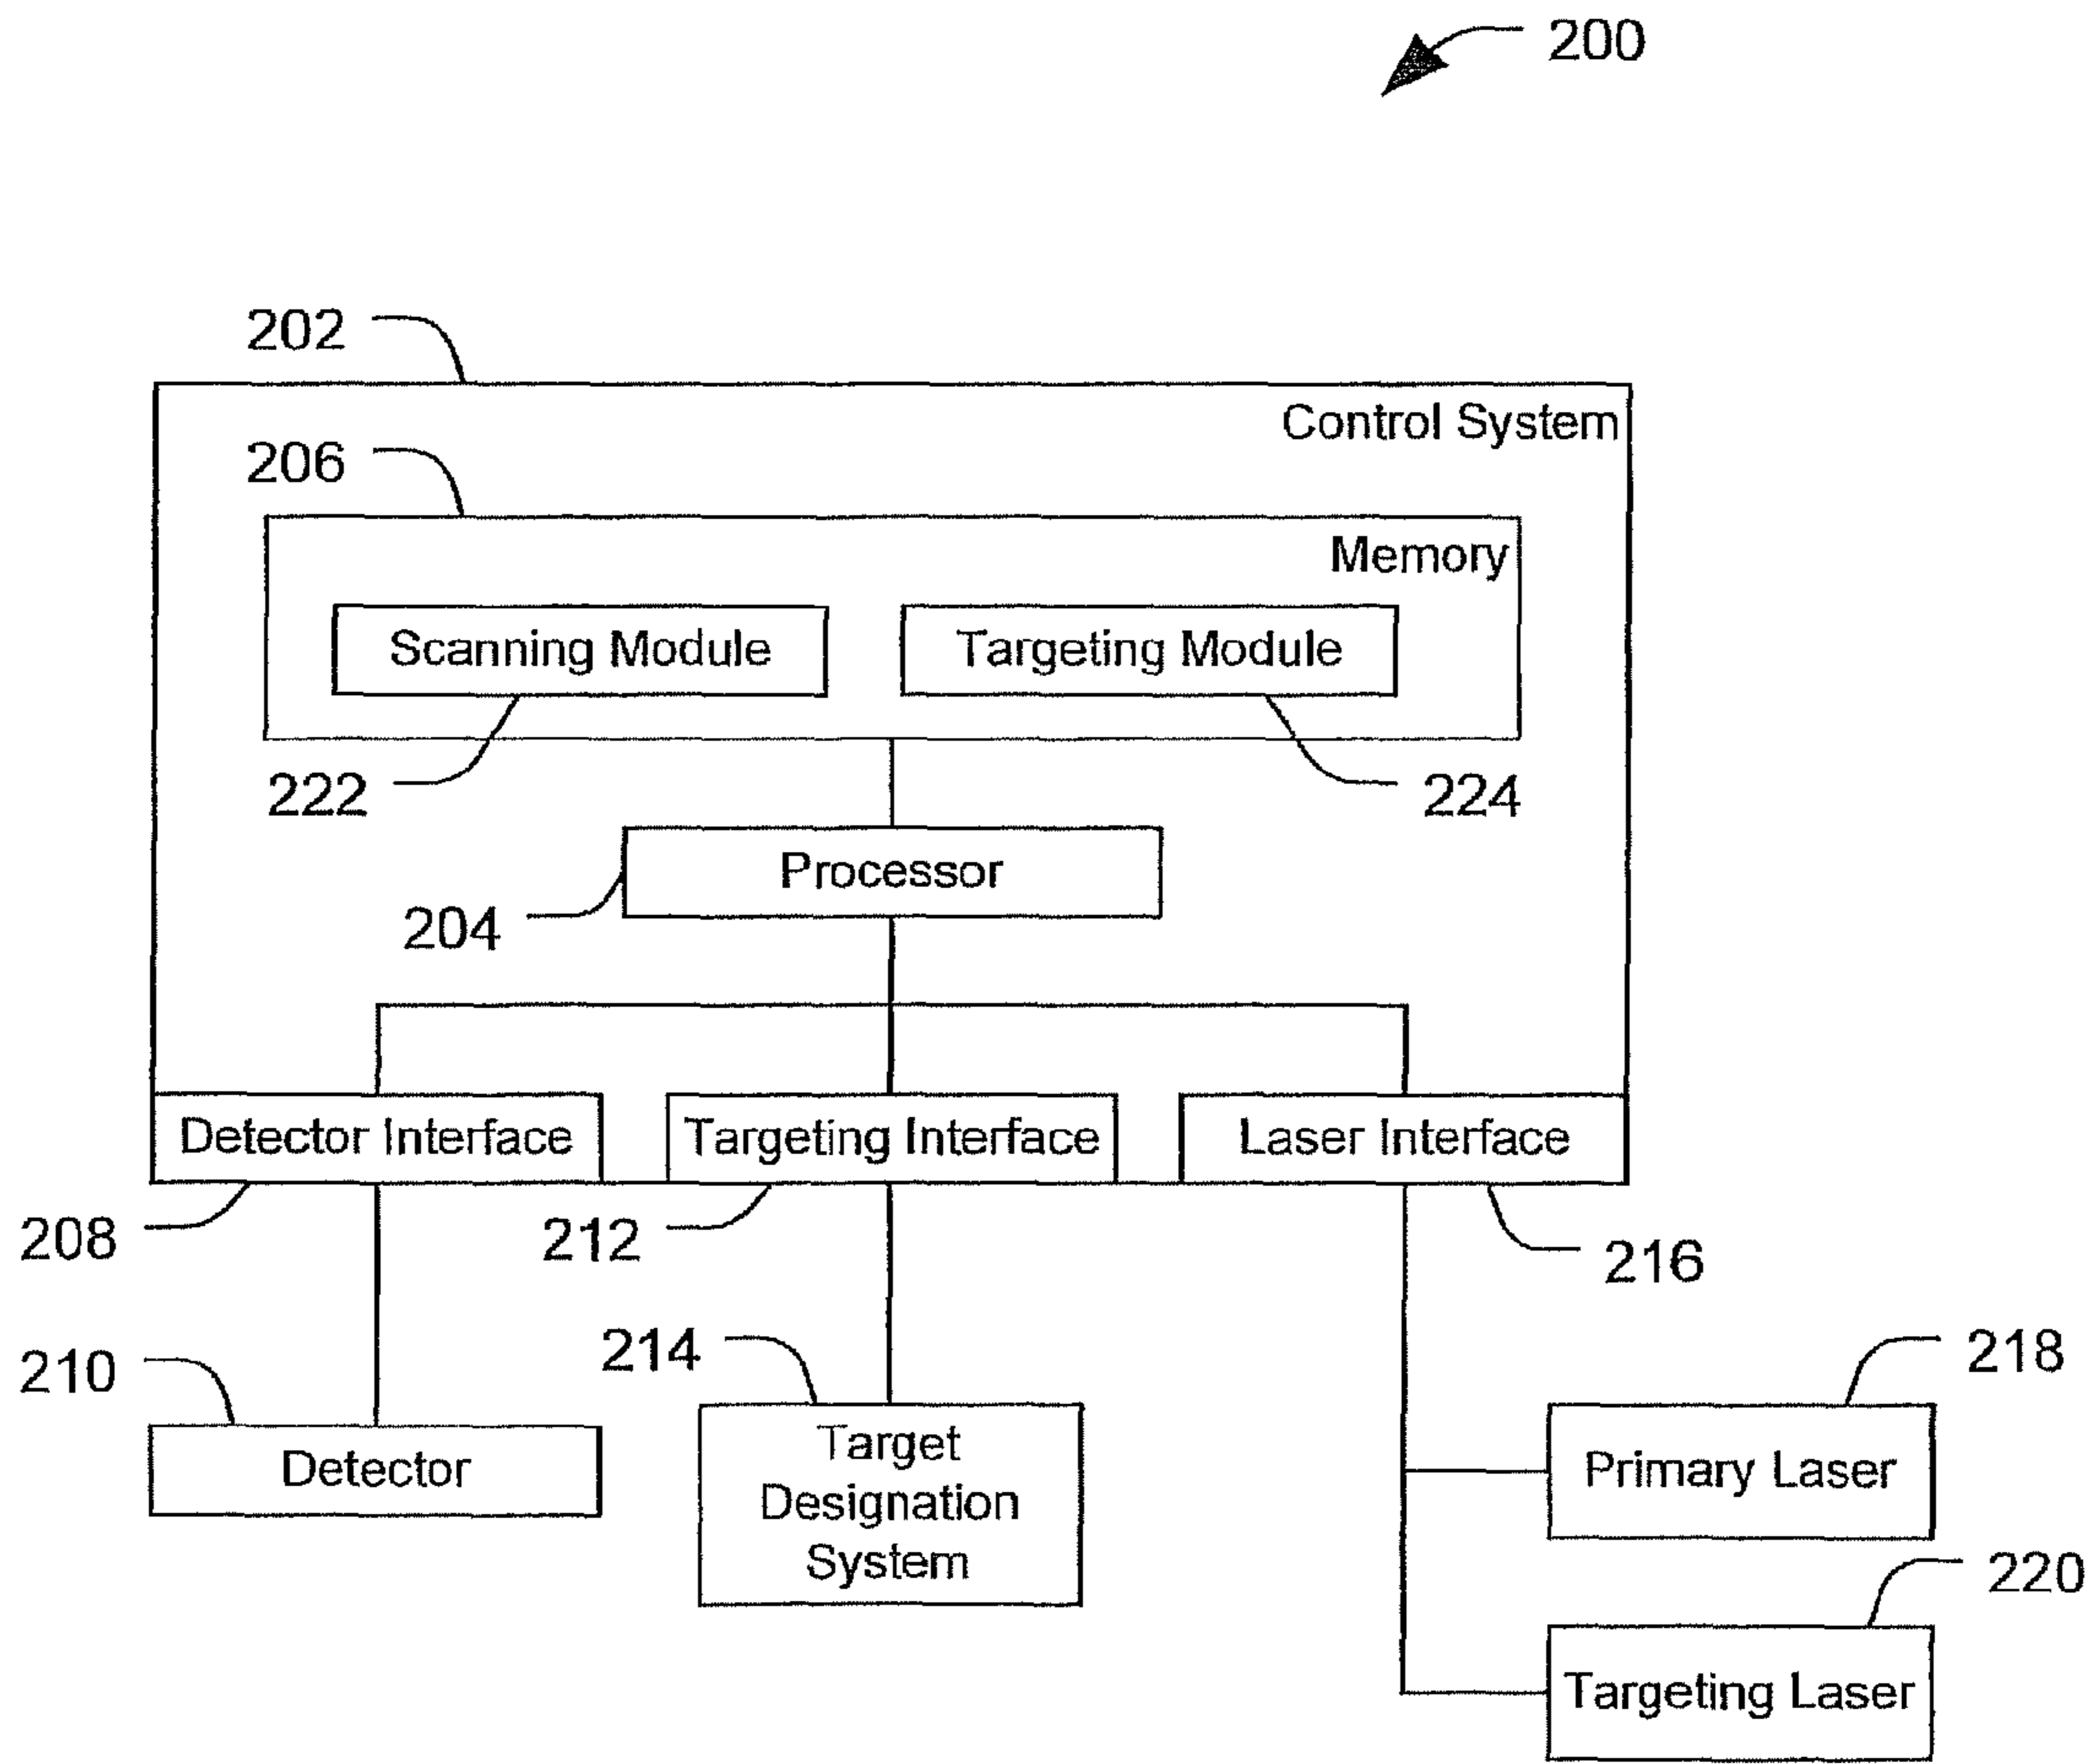 200
202
Control System
206
Memory
Scanning Module
Targeting Module
222
224
Processor
204
Detector Interface
Targeting Interface
Laser Interface
208
212
216
210
214
218
Detector
Target
Designation
System
Primary Laser
220
Targeting Laser